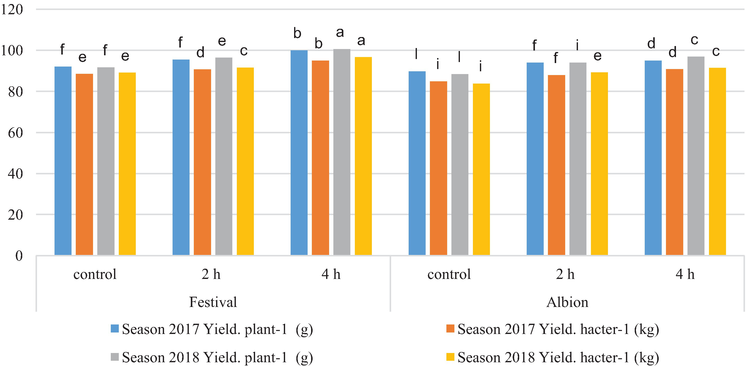 120
f e f e f d e c b b a a l i l i f f i e d d c c
100
80
60
40
20
0
control 2 h 4 h control 2 h 4 h
Festival Albion
Season 2017 Yield. plant-1 (g) Season 2017 Yield. hacter-1 (kg)
Season 2018 Yield. plant-1 (g) Season 2018 Yield. hacter-1 (kg)